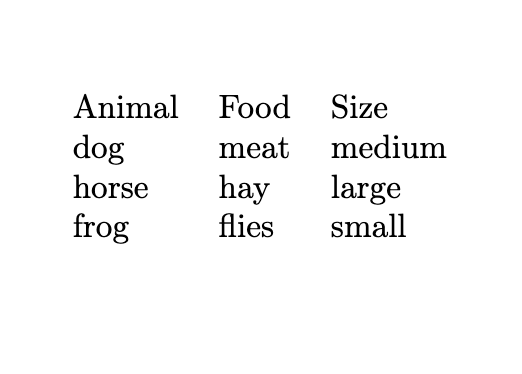 Animal Food Size
dog meat medium
horse hay large
frog flies small